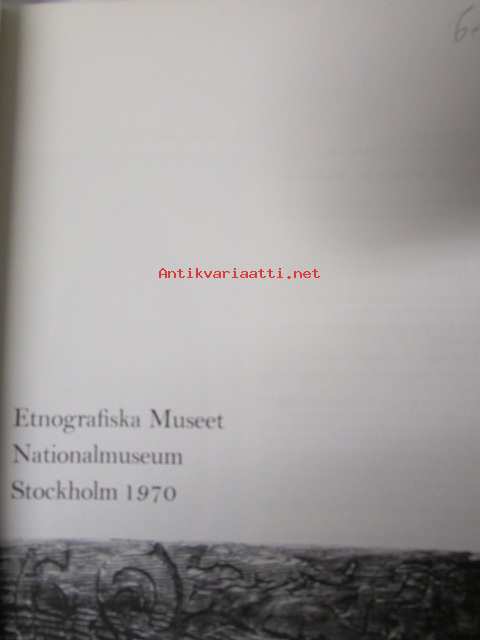 Antikvariaatti.net
Etnografiska Museet
Nationalmuseum
Stockholm 1970